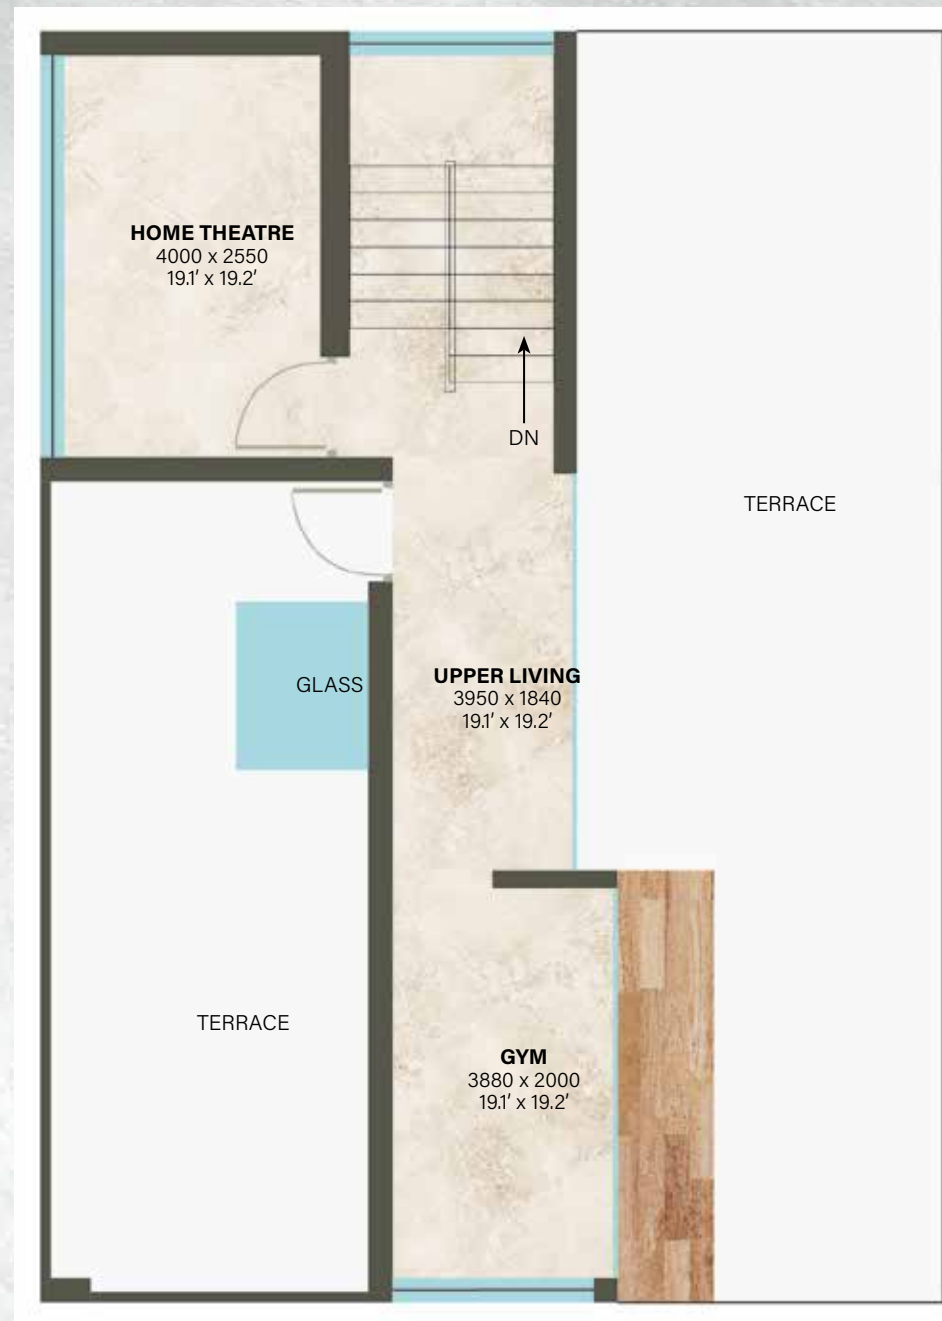 HOME THEATRE
4000 x 2550
19.1' x 19.2'
DN
TERRACE
GLASS
UPPER LIVING
3950 x 1840
19.1' x 19.2'
TERRACE
GYM
3880 x 2000
19.1' x 19.2'